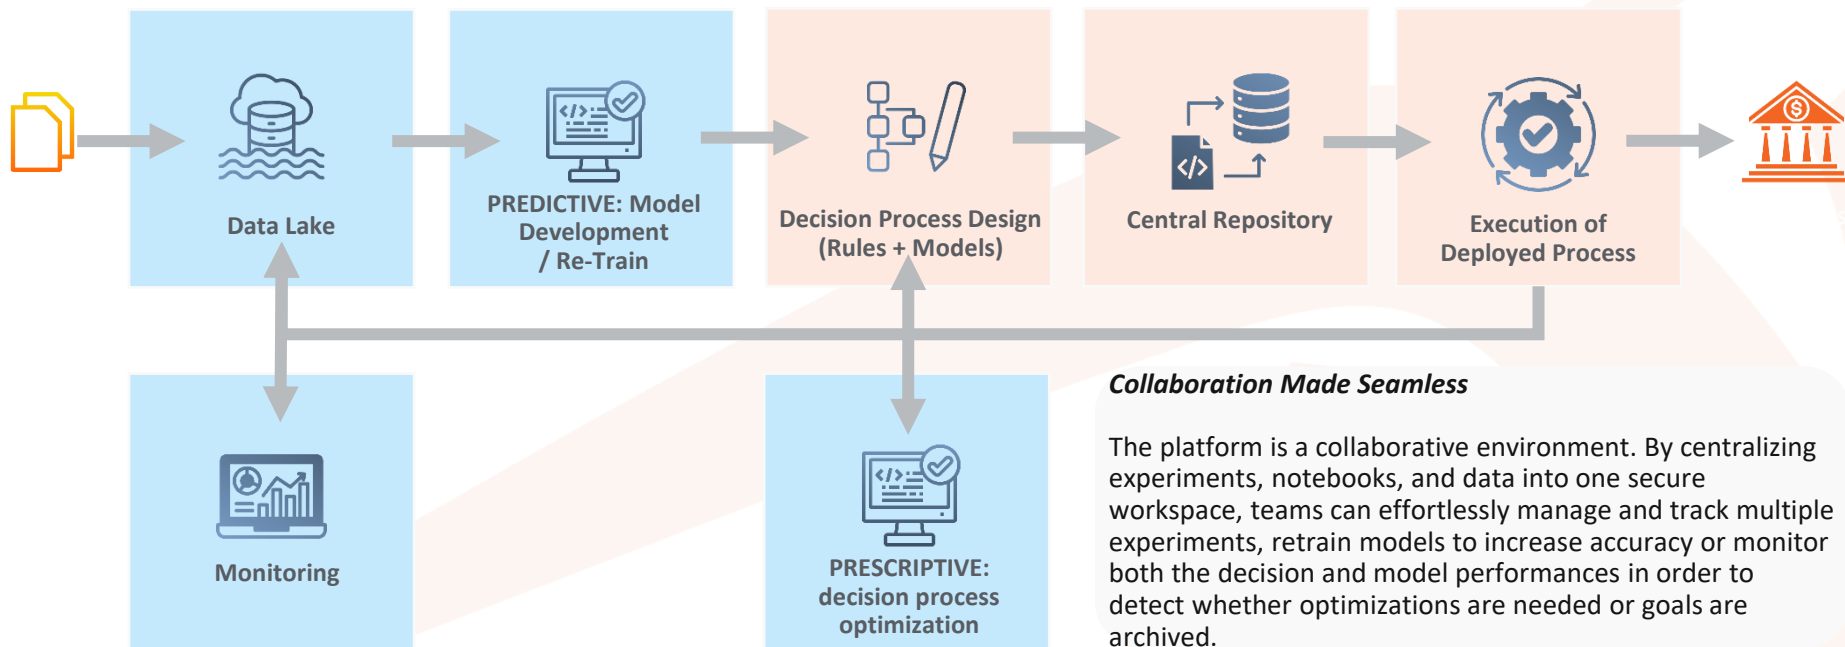 Data Lake
PREDICTIVE: Model
Development
/ Re-Train
Decision Process Design
(Rules + Models)
Central Repository
Execution of
Deployed Process
Monitoring
PRESCRIPTIVE:
decision process
optimization
Collaboration Made Seamless
The platform is a collaborative environment. By centralizing
experiments, notebooks, and data into one secure
workspace, teams can effortlessly manage and track multiple
experiments, retrain models to increase accuracy or monitor
both the decision and model performances in order to
detect whether optimizations are needed or goals are
archived.